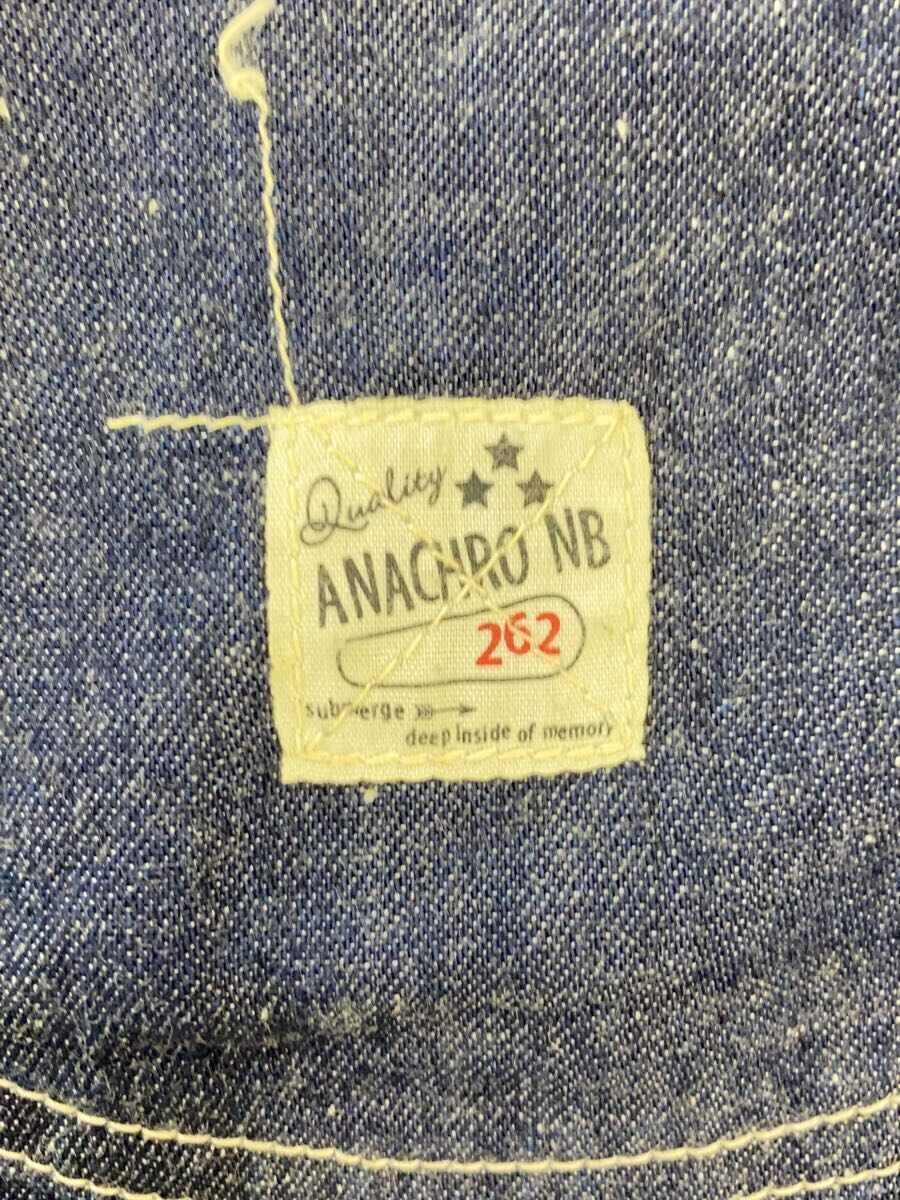 Quality
ANACHRO NB
262
submerge
deep inside of memory